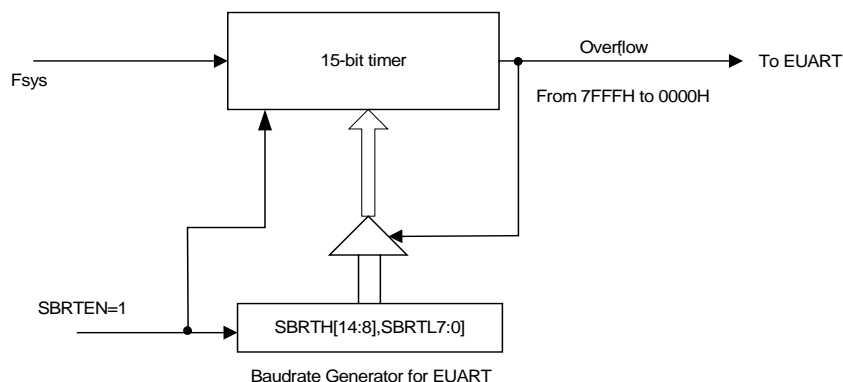 15-bit timer
Overflow
To EUART
Fsys
From 7FFFH to 0000H
SBRTEN=1
SBRTH[14:8],SBRTL7:0]
Baudrate Generator for EUART